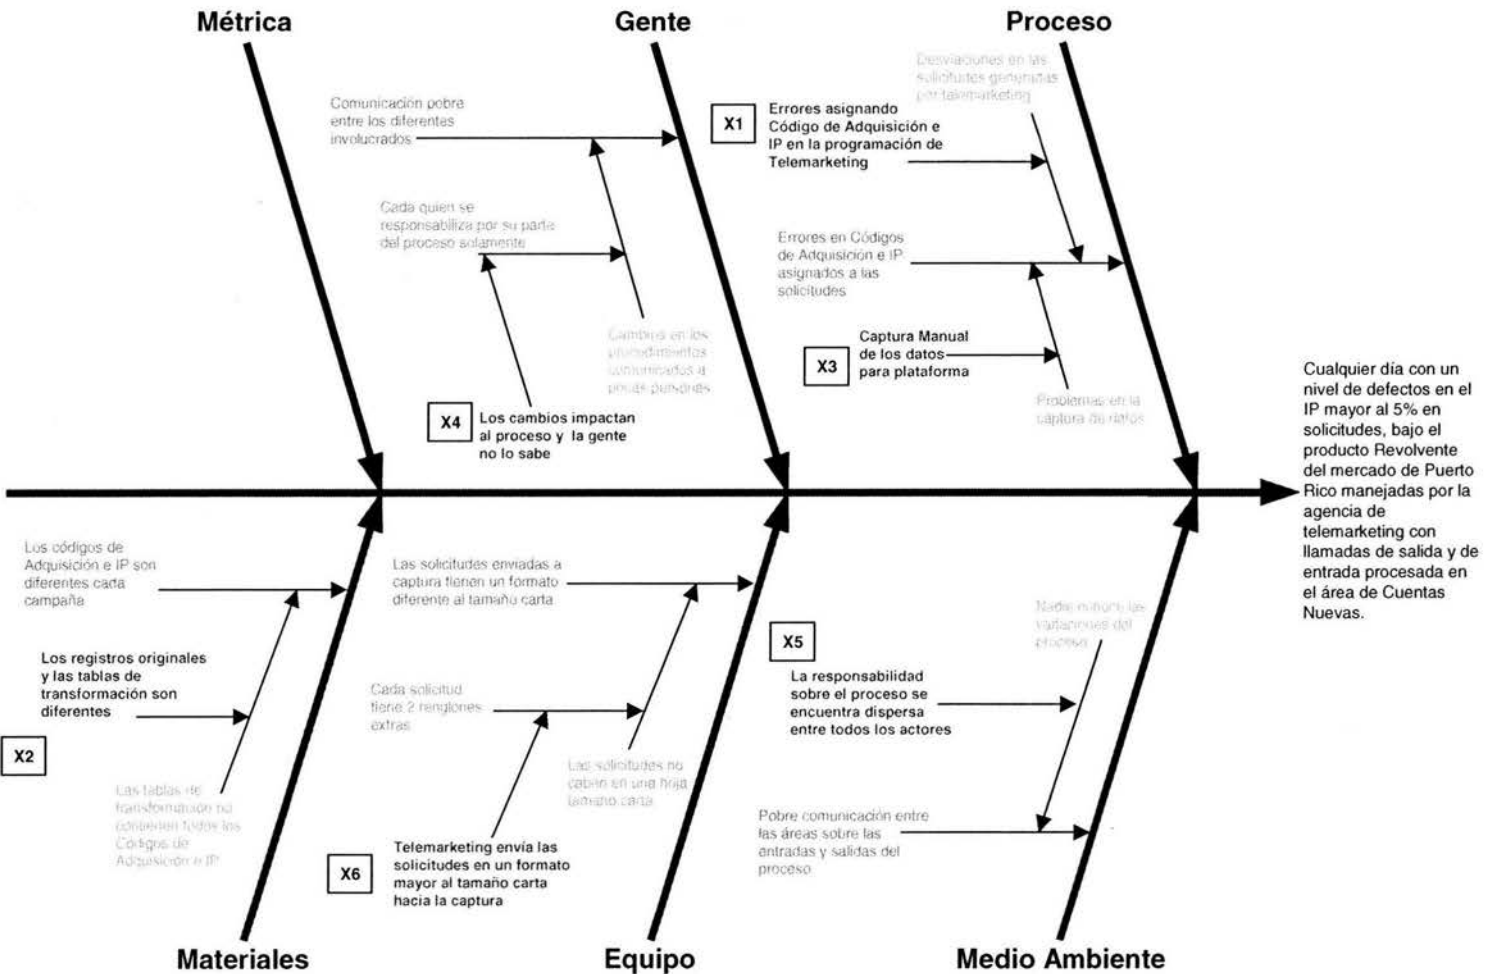 Métrica
Gente
Proceso
Comunicación pobre
entre los diferentes
involucrados
Cada quien se
responsabiliza por su parte
del proceso solamente
Cambios en los
procedimientos
comunicados a
pocas personas
X4
Los cambios impactan
al proceso y la gente
no lo sabe
Desviaciones en las
solicitudes generadas
por telemarketing
X1
Errores asignando
Código de Adquisición e
IP en la programación de
Telemarketing
Errores en Códigos
de Adquisición e IP
asignados a las
solicitudes
X3
Captura Manual
de los datos
para plataforma
Problemas en la
captura de datos
Cualquier día con un
nivel de defectos en el
IP mayor al 5% en
solicitudes, bajo el
producto Revolvente
del mercado de Puerto
Rico manejadas por la
agencia de
telemarketing con
llamadas de salida y de
entrada procesada en
el área de Cuentas
Nuevas.
Los códigos de
Adquisición e IP son
diferentes cada
campaña
Los registros originales
y las tablas de
transformación son
diferentes
X2
Las tablas de
transformación no
contienen todos los
Códigos de
Adquisición e IP
Las solicitudes enviadas a
captura tienen un formato
diferente al tamaño carta
Cada solicitud
tiene 2 renglones
extras
Las solicitudes no
caben en una hoja
tamaño carta
X6
Telemarketing envía las
solicitudes en un formato
mayor al tamaño carta
hacia la captura
Nadie las
variaciones del
proceso
X5
La responsabilidad
sobre el proceso se
encuentra dispersa
entre todos los actores
Pobre comunicación entre
las áreas sobre las
entradas y salidas del
proceso
Materiales
Equipo
Medio Ambiente